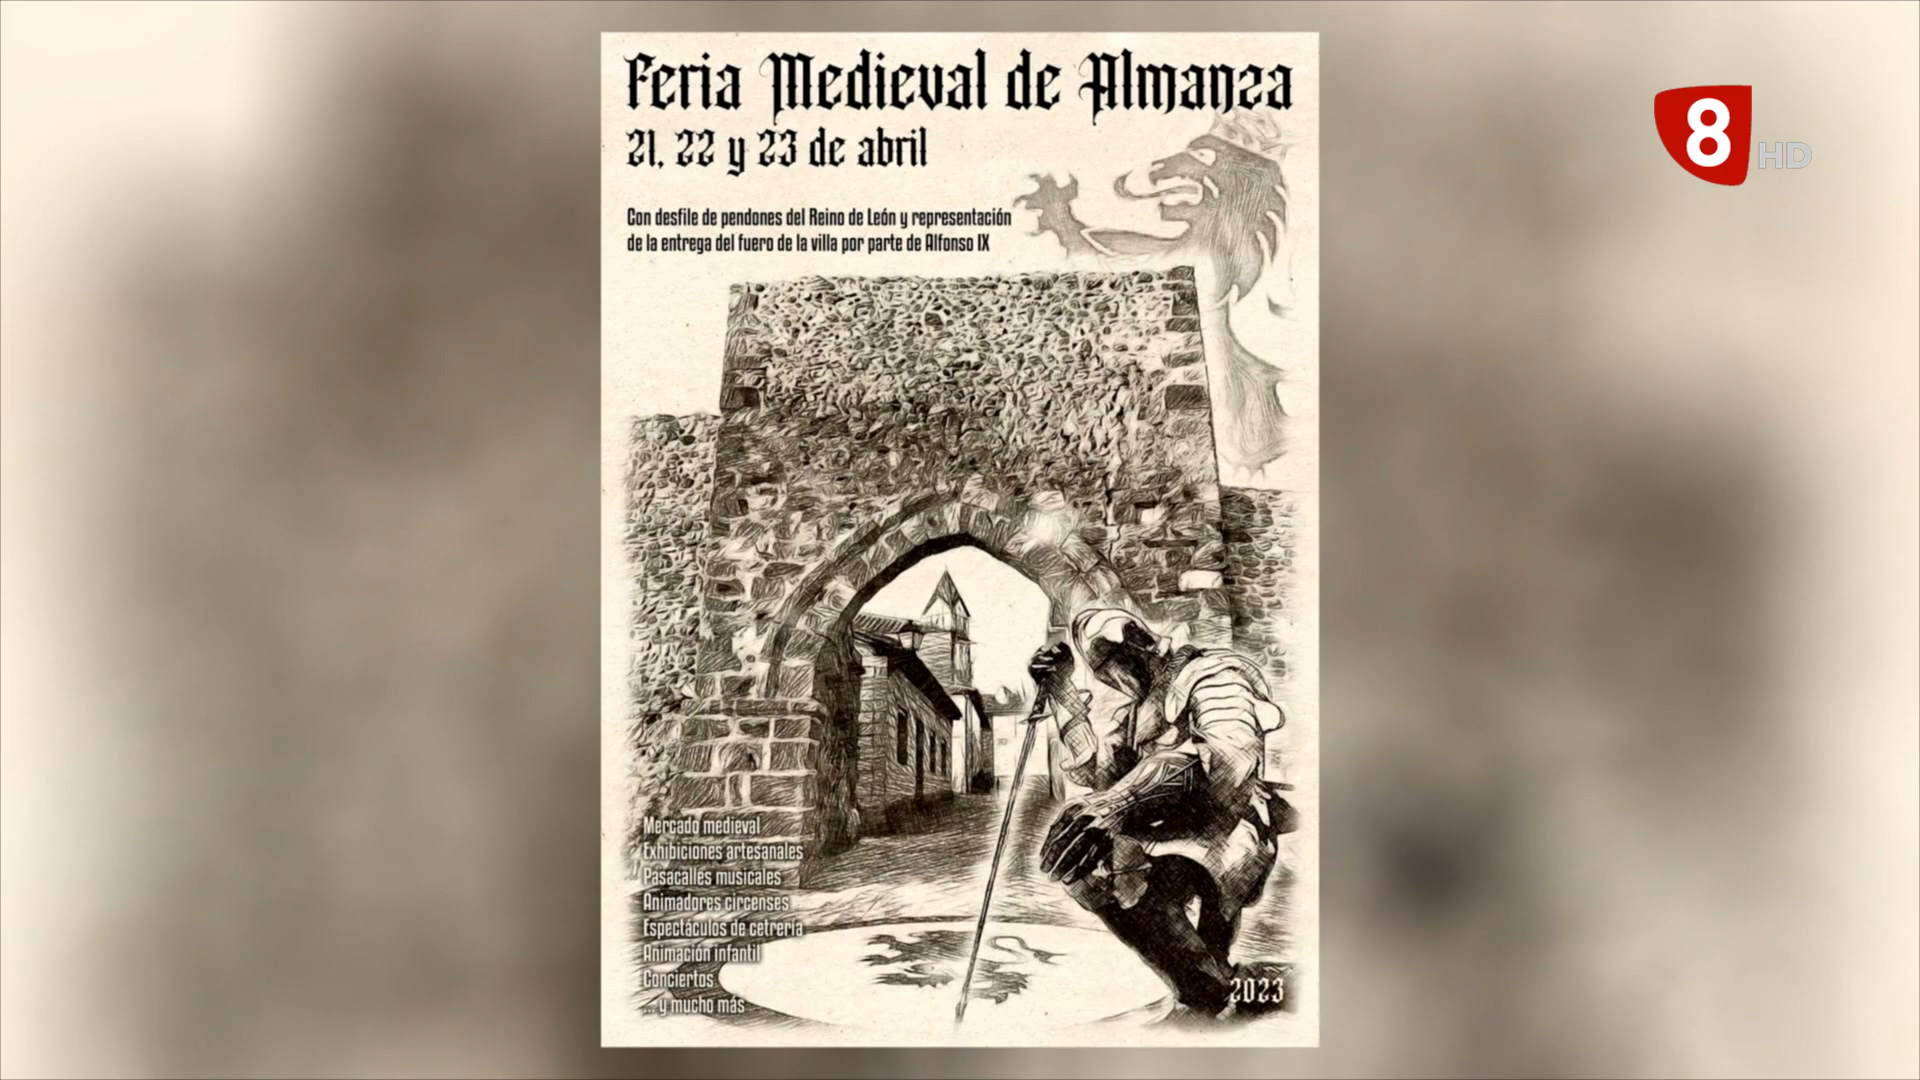 Feria Medieval de Almanza
21, 22 y 23 de abril
8 HD
Con desfile de pendones del Reino de León y representación
de la entrega del fuero de la villa por parte de Alfonso IX
Mercado medieval
Exhibiciones artesanales
Pasacalles musicales
Animadores circenses
Espectáculos de cetrería
Animación infantil
Conciertos
... y mucho más
2023